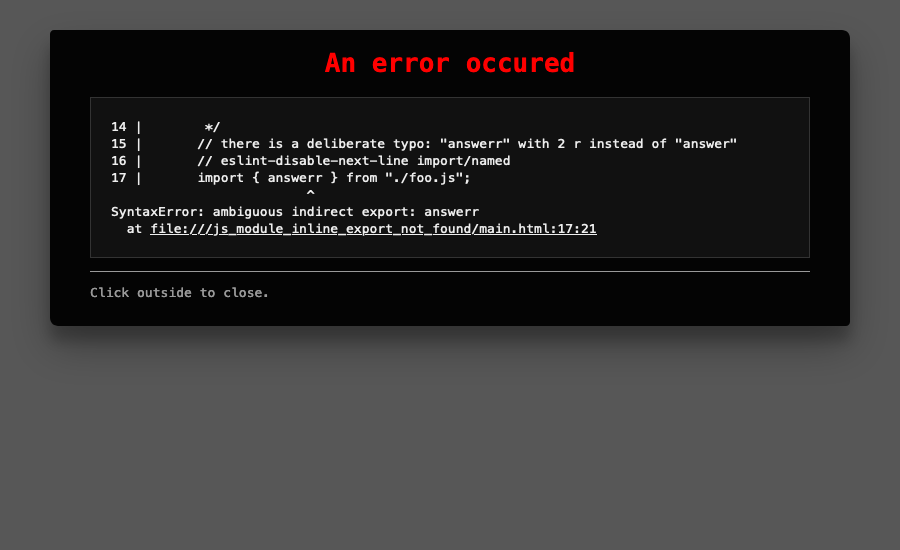 An error occured
14 |        */
15 |       // there is a deliberate typo: "answerr" with 2 r instead of "answer"
16 |       // eslint-disable-next-line import/named
17 |       import { answerr } from "./foo.js";
                         ^
SyntaxError: ambiguous indirect export: answerr
  at file:///js_module_inline_export_not_found/main.html:17:21
Click outside to close.